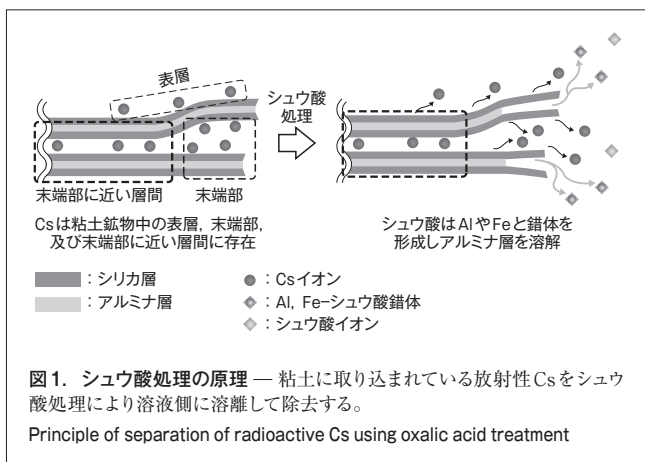 表層
シュウ酸
処理
末端部に近い層間
末端部
Csは粘土鉱物中の表層，末端部，
及び末端部に近い層間に存在
シュウ酸はAlやFeと錯体を
形成しアルミナ層を溶解
：シリカ層
：アルミナ層
：Csイオン
：Al，Fe–シュウ酸錯体
：シュウ酸イオン
図1．シュウ酸処理の原理 ― 粘土に取り込まれている放射性Csをシュウ
酸処理により溶液側に溶離して除去する。
Principle of separation of radioactive Cs using oxalic acid treatment